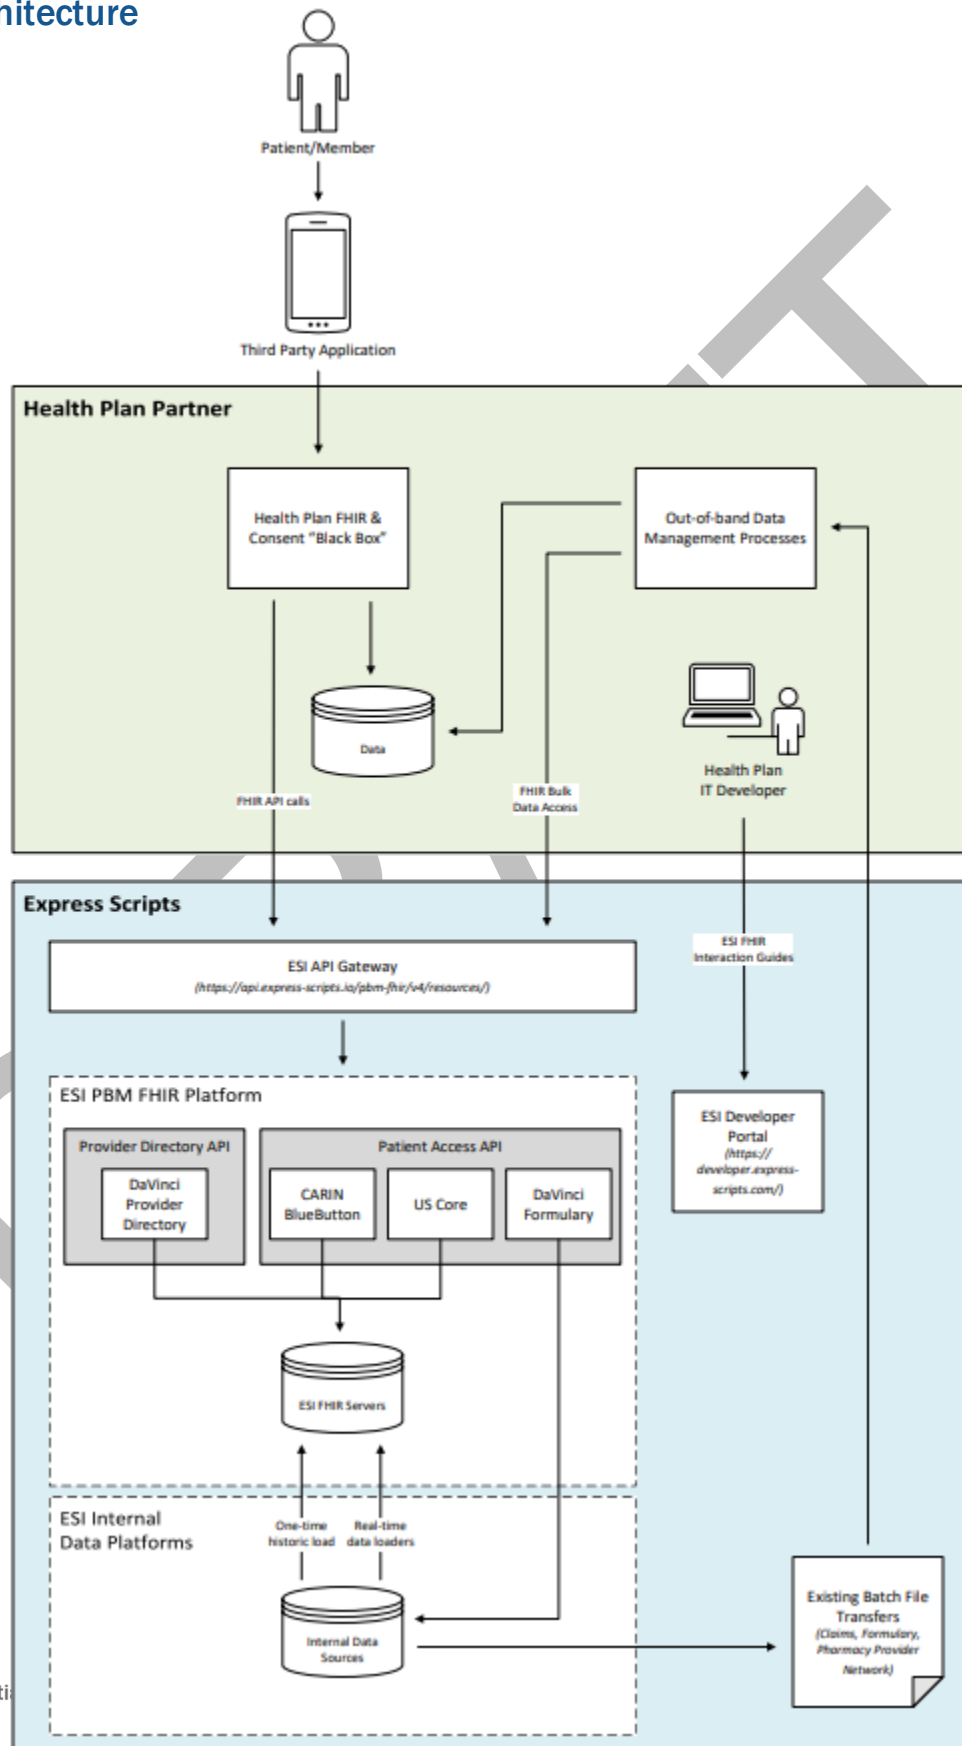 hitecture
Patient/Member
Third Party Application
Health Plan Partner
Health Plan FHIR &
Consent “Black Box”
Out-of-band Data
Management Processes
Data
Health Plan
IT Developer
FHIR API calls
FHIR Bulk
Data Access
Express Scripts
ESI API Gateway
(https://api.express-scripts.io/pbm-fhir/v4/resources/)
ESI FHIR
Interaction Guides
ESI PBM FHIR Platform
Provider Directory API
DaVinci
Provider
Directory
Patient Access API
CARIN
BlueButton
US Core
DaVinci
Formulary
ESI Developer
Portal
(https://
developer.express-
scripts.com/)
ESI FHIR Servers
ESI Internal
Data Platforms
One-time
historic load
Real-time
data loaders
Internal Data
Sources
Existing Batch File
Transfers
(Claims, Formulary,
Pharmacy Provider
Network)